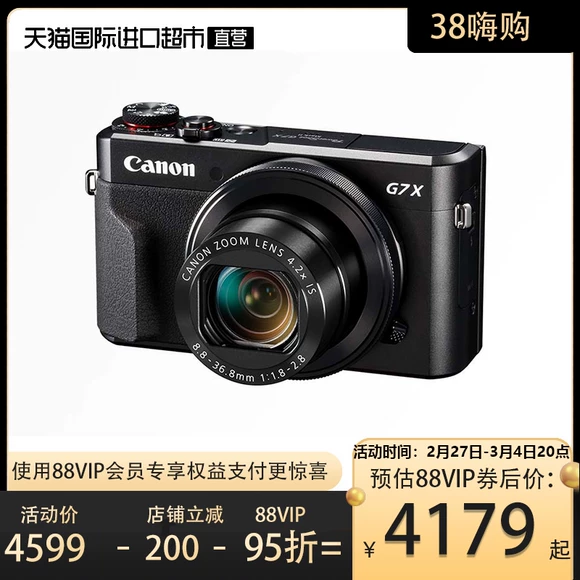 天猫国际进口超市 直营
38嗨购
Canon
G7X
CANON ZOOM LENS 4.2× IS
8.8-36.8mm 1:1.8-2.8
活动时间：2月27日-3月4日20点
使用88VIP会员专享权益支付更惊喜
预估88VIP券后价：
活动价
店铺立减
88VIP
4599 - 200 - 95折=
¥ 4179 起